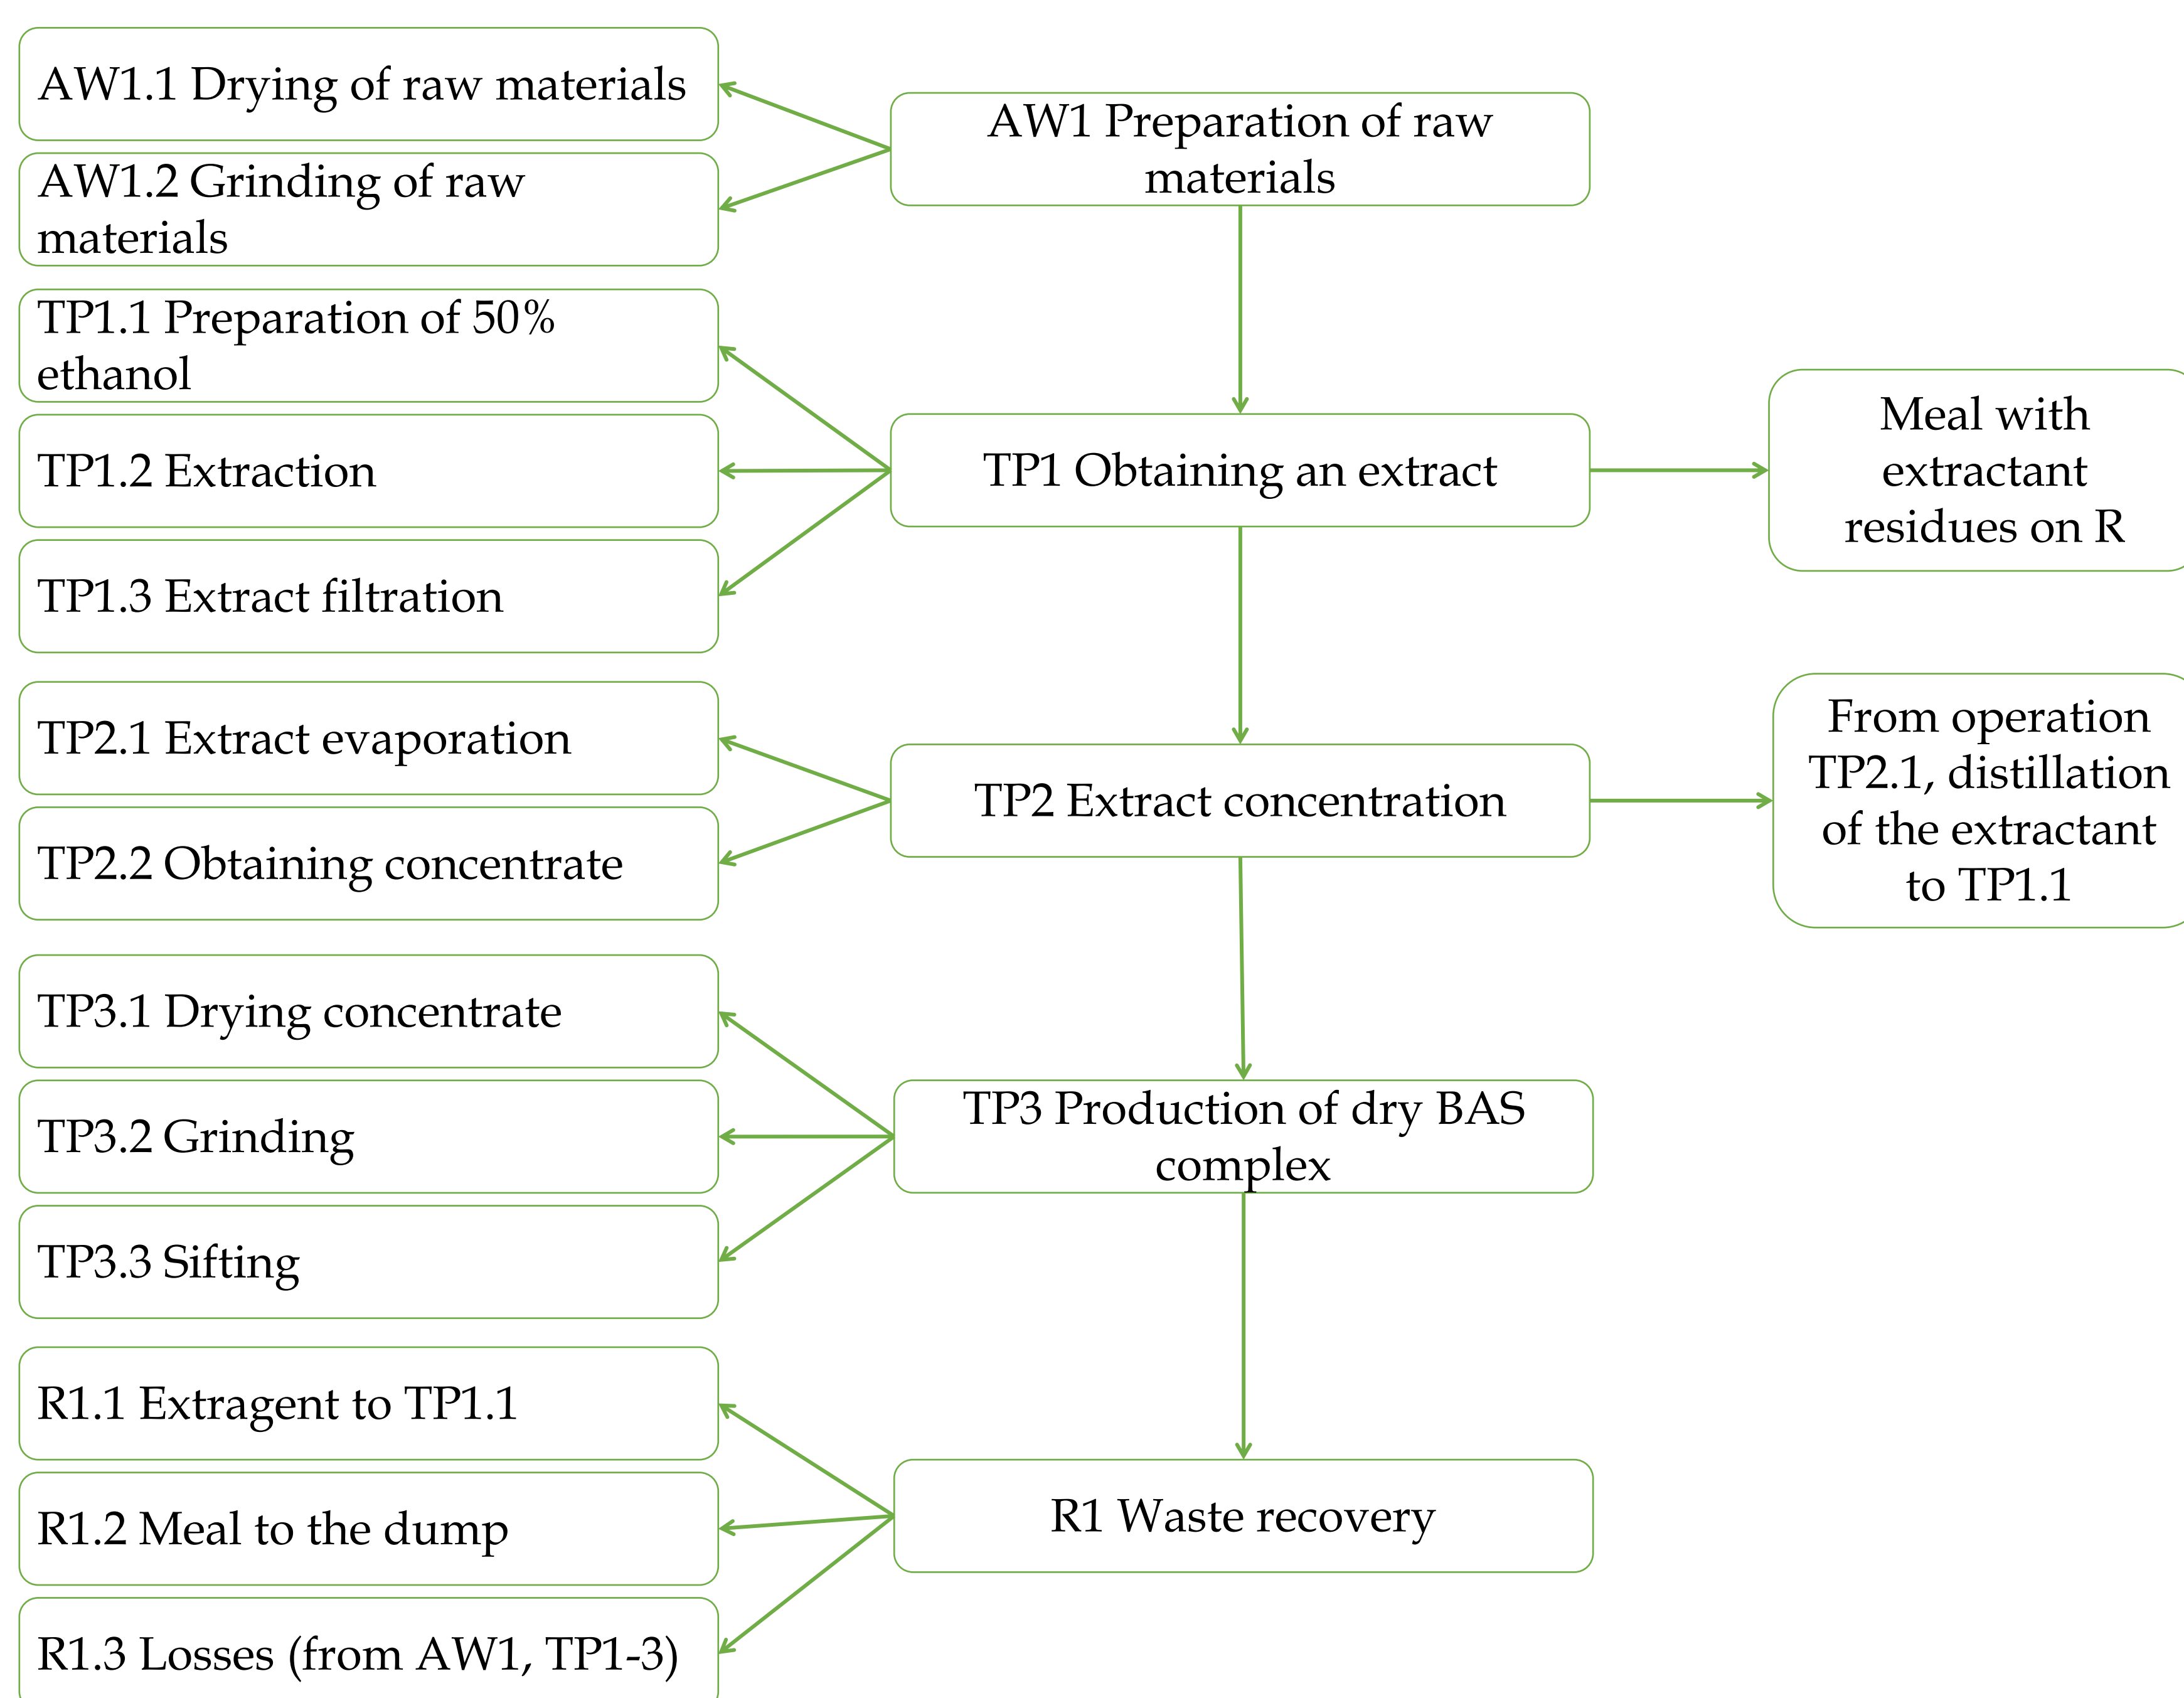 AW1.1 Drying of raw materials
AW1.2 Grinding of raw
materials
AW1 Preparation of raw
materials
TP1.1 Preparation of 50%
ethanol
TP1.2 Extraction
TP1.3 Extract filtration
TP1 Obtaining an extract
Meal with
extractant
residues on R
TP2.1 Extract evaporation
TP2.2 Obtaining concentrate
TP2 Extract concentration
From operation
TP2.1, distillation
of the extractant
to TP1.1
TP3.1 Drying concentrate
TP3.2 Grinding
TP3.3 Sifting
TP3 Production of dry BAS
complex
R1.1 Extragent to TP1.1
R1.2 Meal to the dump
R1.3 Losses (from AW1, TP1-3)
R1 Waste recovery